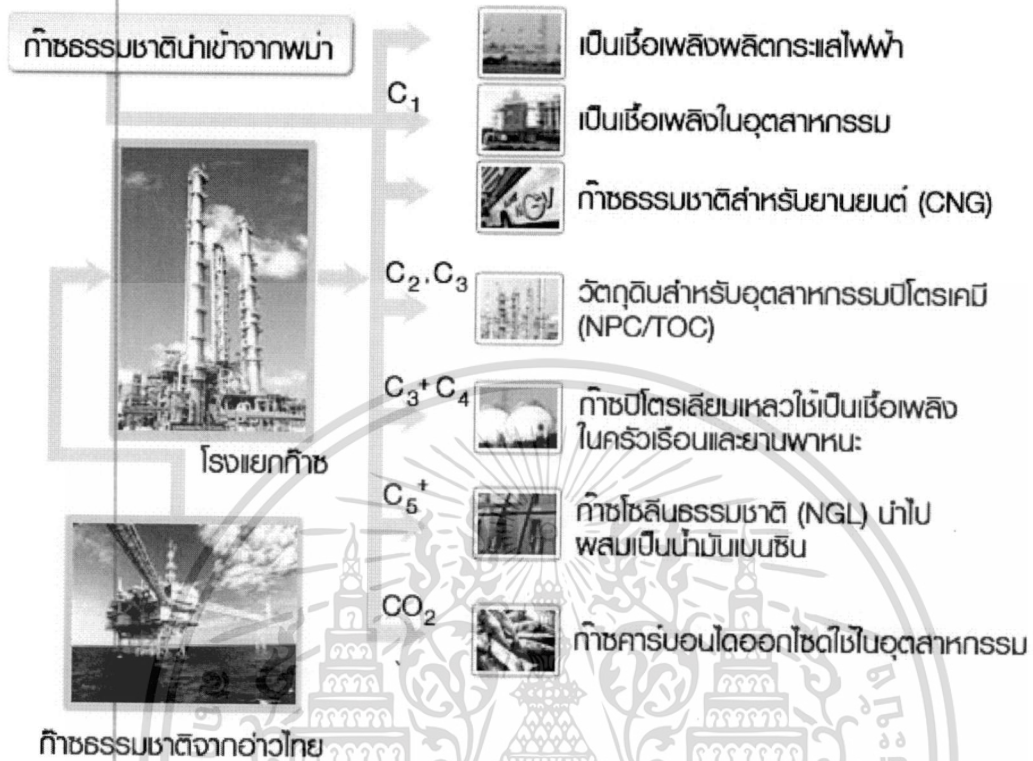 ก๊าซธรรมชาตินำเข้าจากพม่า
C₁
เป็นเชื้อเพลิงผลิตกระแสไฟฟ้า
เป็นเชื้อเพลิงในอุตสาหกรรม
ก๊าซธรรมชาติสำหรับยานยนต์ (CNG)
C₂,C₃
วัตถุดิบสำหรับอุตสาหกรรมปิโตรเคมี
(NPC/TOC)
C₃+C₄
ก๊าซปิโตรเลียมเหลวใช้เป็นเชื้อเพลิง
ในครัวเรือนและยานพาหนะ
โรงแยกก๊าซ
C₅⁺
ก๊าซโซลีนธรรมชาติ (NGL) นำไป
ผสมเป็นน้ำมันเบนซิน
CO₂
ก๊าซคาร์บอนไดออกไซด์ใช้ในอุตสาหกรรม
ก๊าซธรรมชาติจากอ่าวไทย